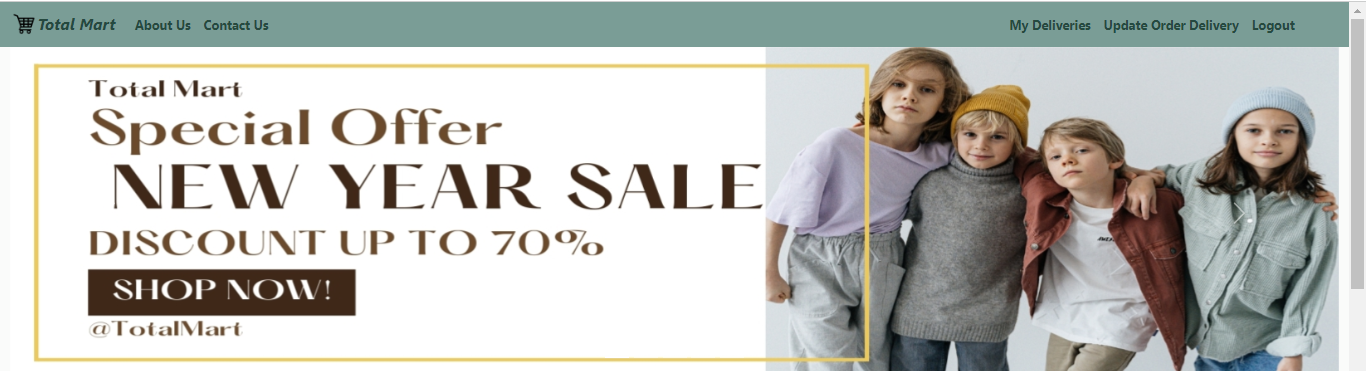 Total Mart About Us Contact Us My Deliveries Update Order Delivery Logout
Total Mart
Special Offer
NEW YEAR SALE
DISCOUNT UP TO 70%
SHOP NOW!
@TotalMart